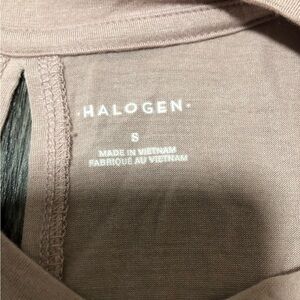 ·HALOGEN·
S
MADE IN VIETNAM
FABRIQUÉ AU VIETNAM